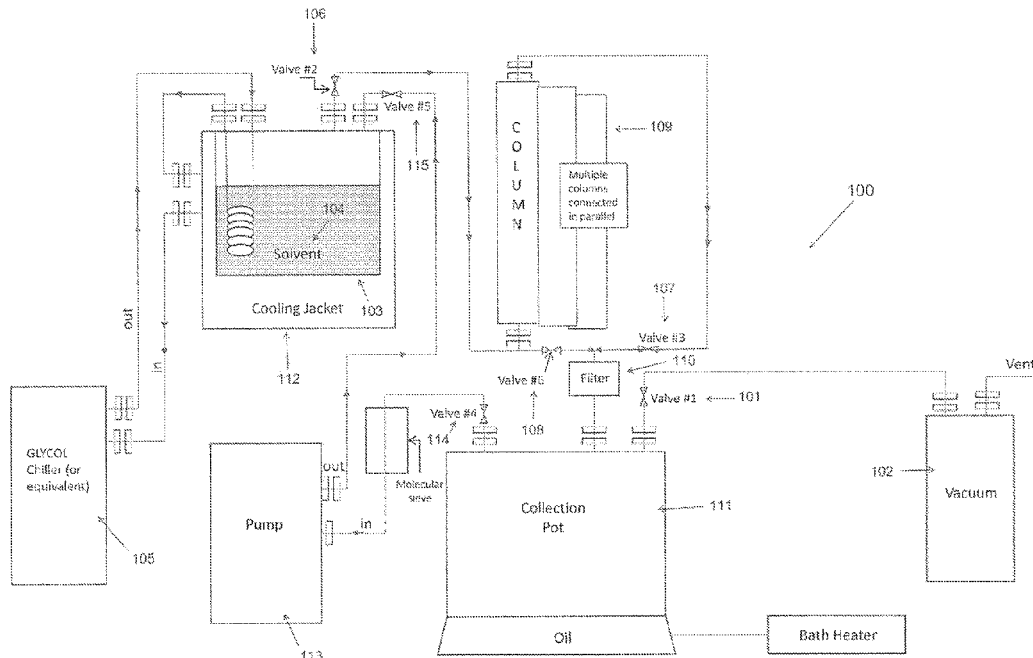 106
Valve #2
Valve #5
115
C
O
L
U
M
N
109
Multiple
columns
connected
in parallel
100
104
Solvent
103
Cooling Jacket
112
out
in
107
Valve #3
110
Filter
108
Valve #1
101
Vent
GLYCOL
Chiller (or
equivalent)
105
Valve #4
114
out
Molecular
sieve
in
Pump
113
Collection
Pot
111
102
Vacuum
Oil
Bath Heater